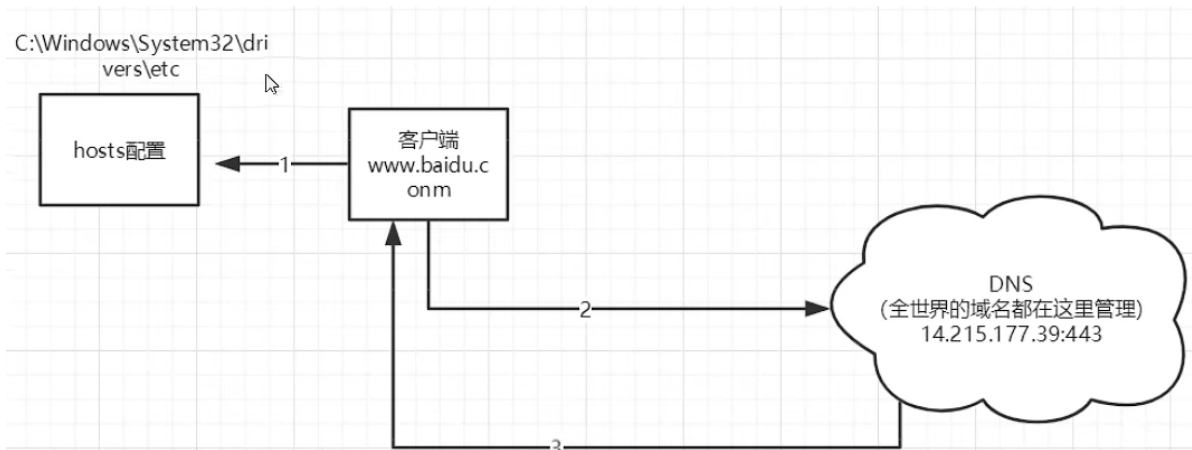 C:\Windows\System32\dri
vers\etc
hosts配置
1
客户端
www.baidu.c
onm
2
DNS
(全世界的域名都在这里管理)
14.215.177.39:443
3